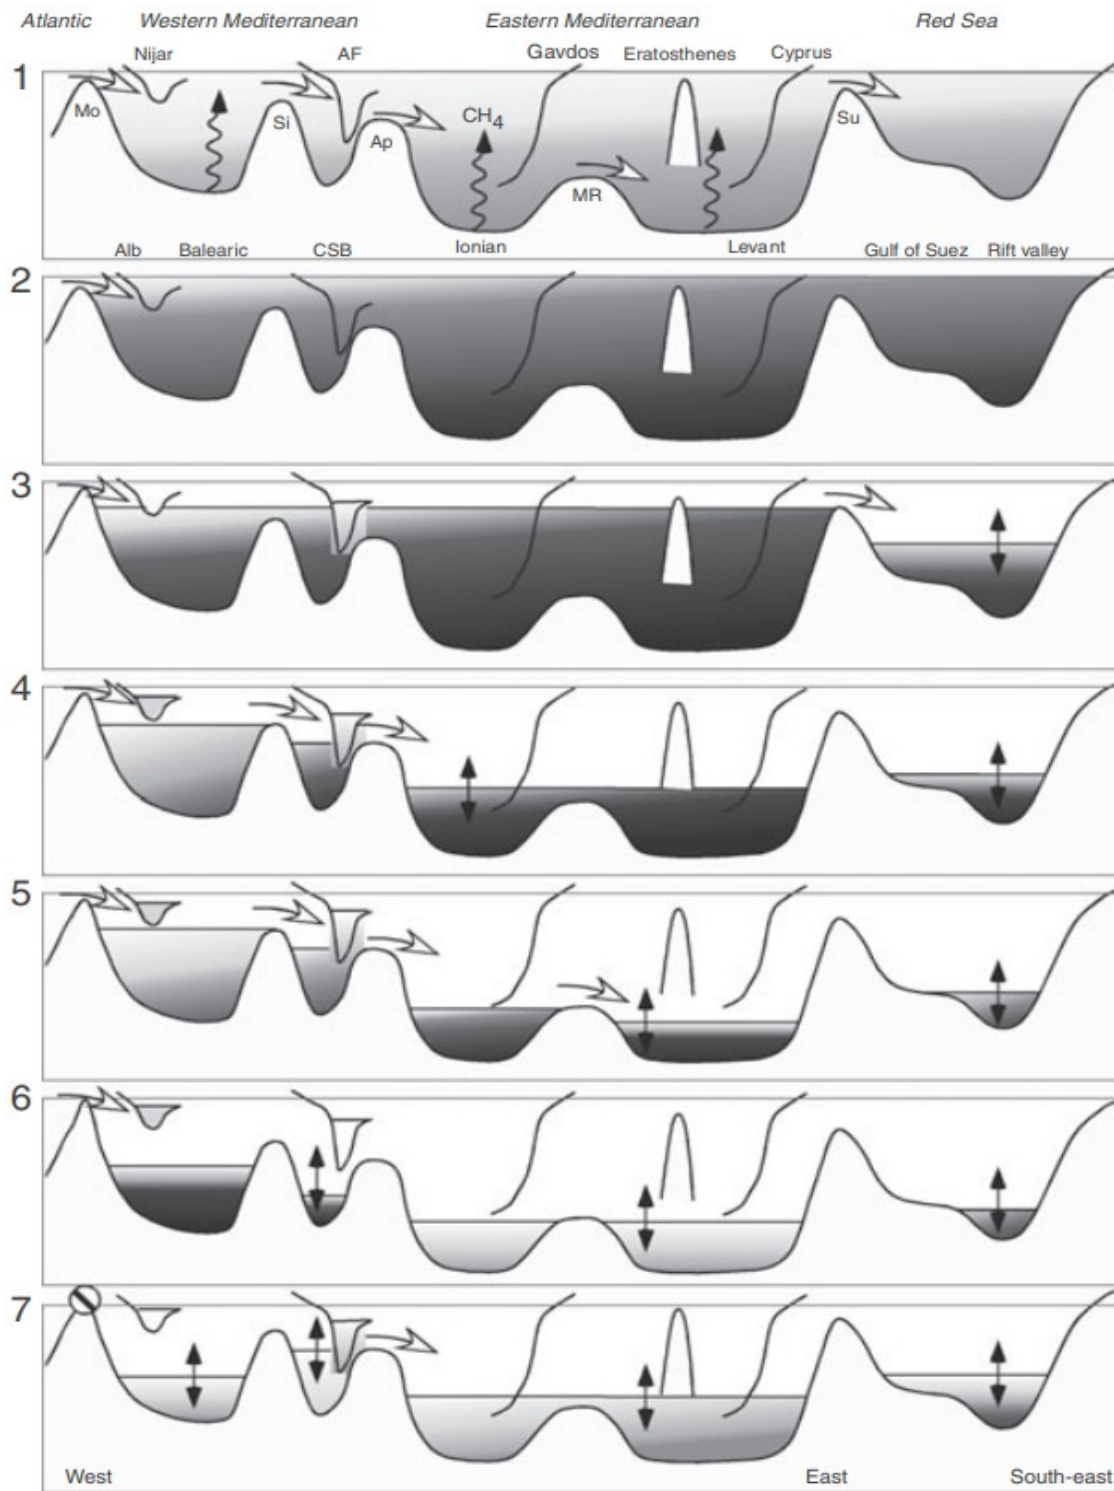 Atlantic Western Mediterranean Eastern Mediterranean Red Sea
Nijar AF Gavdos Eratosthenes Cyprus
1
Mo Si Ap CH4 MR Su
Alb Balearic CSB Ionian Levant Gulf of Suez Rift valley
2
3
4
5
6
7
West East South-east